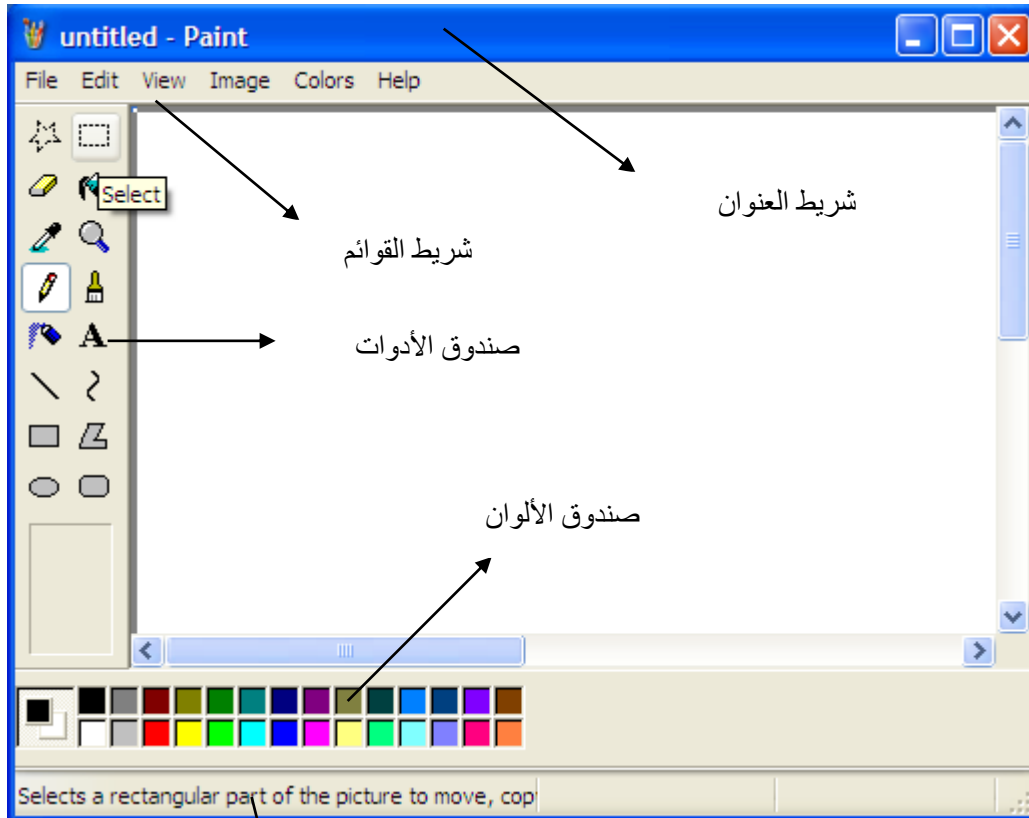 untitled - Paint
File Edit View Image Colors Help
Select
شريط العنوان
شريط القوائم
صندوق الأدوات
A
صندوق الألوان
Selects a rectangular part of the picture to move, cop